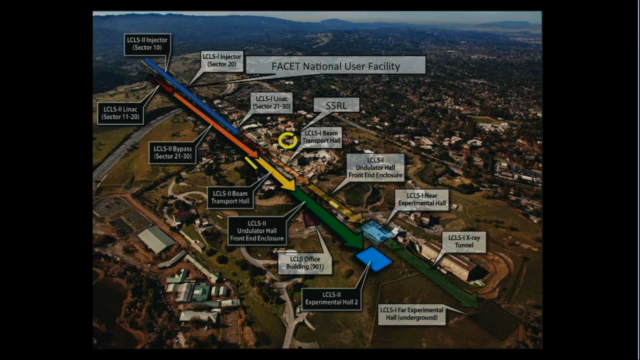 LCLS-II Injector
(Sector 10)
LCLS-I Injector
(Sector 20)
FACET National User Facility
LCLS-II Linac
(Sector 11-20)
LCLS-I Linac
(Sector 21-30)
SSRL
LCLS-I Beam
Transport Hall
LCLS-II Bypass
(Sector 21-30)
LCLS-I
Undulator Hall
Front End Enclosure
LCLS-II Beam
Transport Hall
LCLS-I Near
Experimental Hall
LCLS-II
Undulator Hall
Front End Enclosure
LCLS-I X-ray
Tunnel
LCLS Office
Building (901)
LCLS-II
Experimental Hall 2
LCLS-I Far Experimental
Hall (underground)